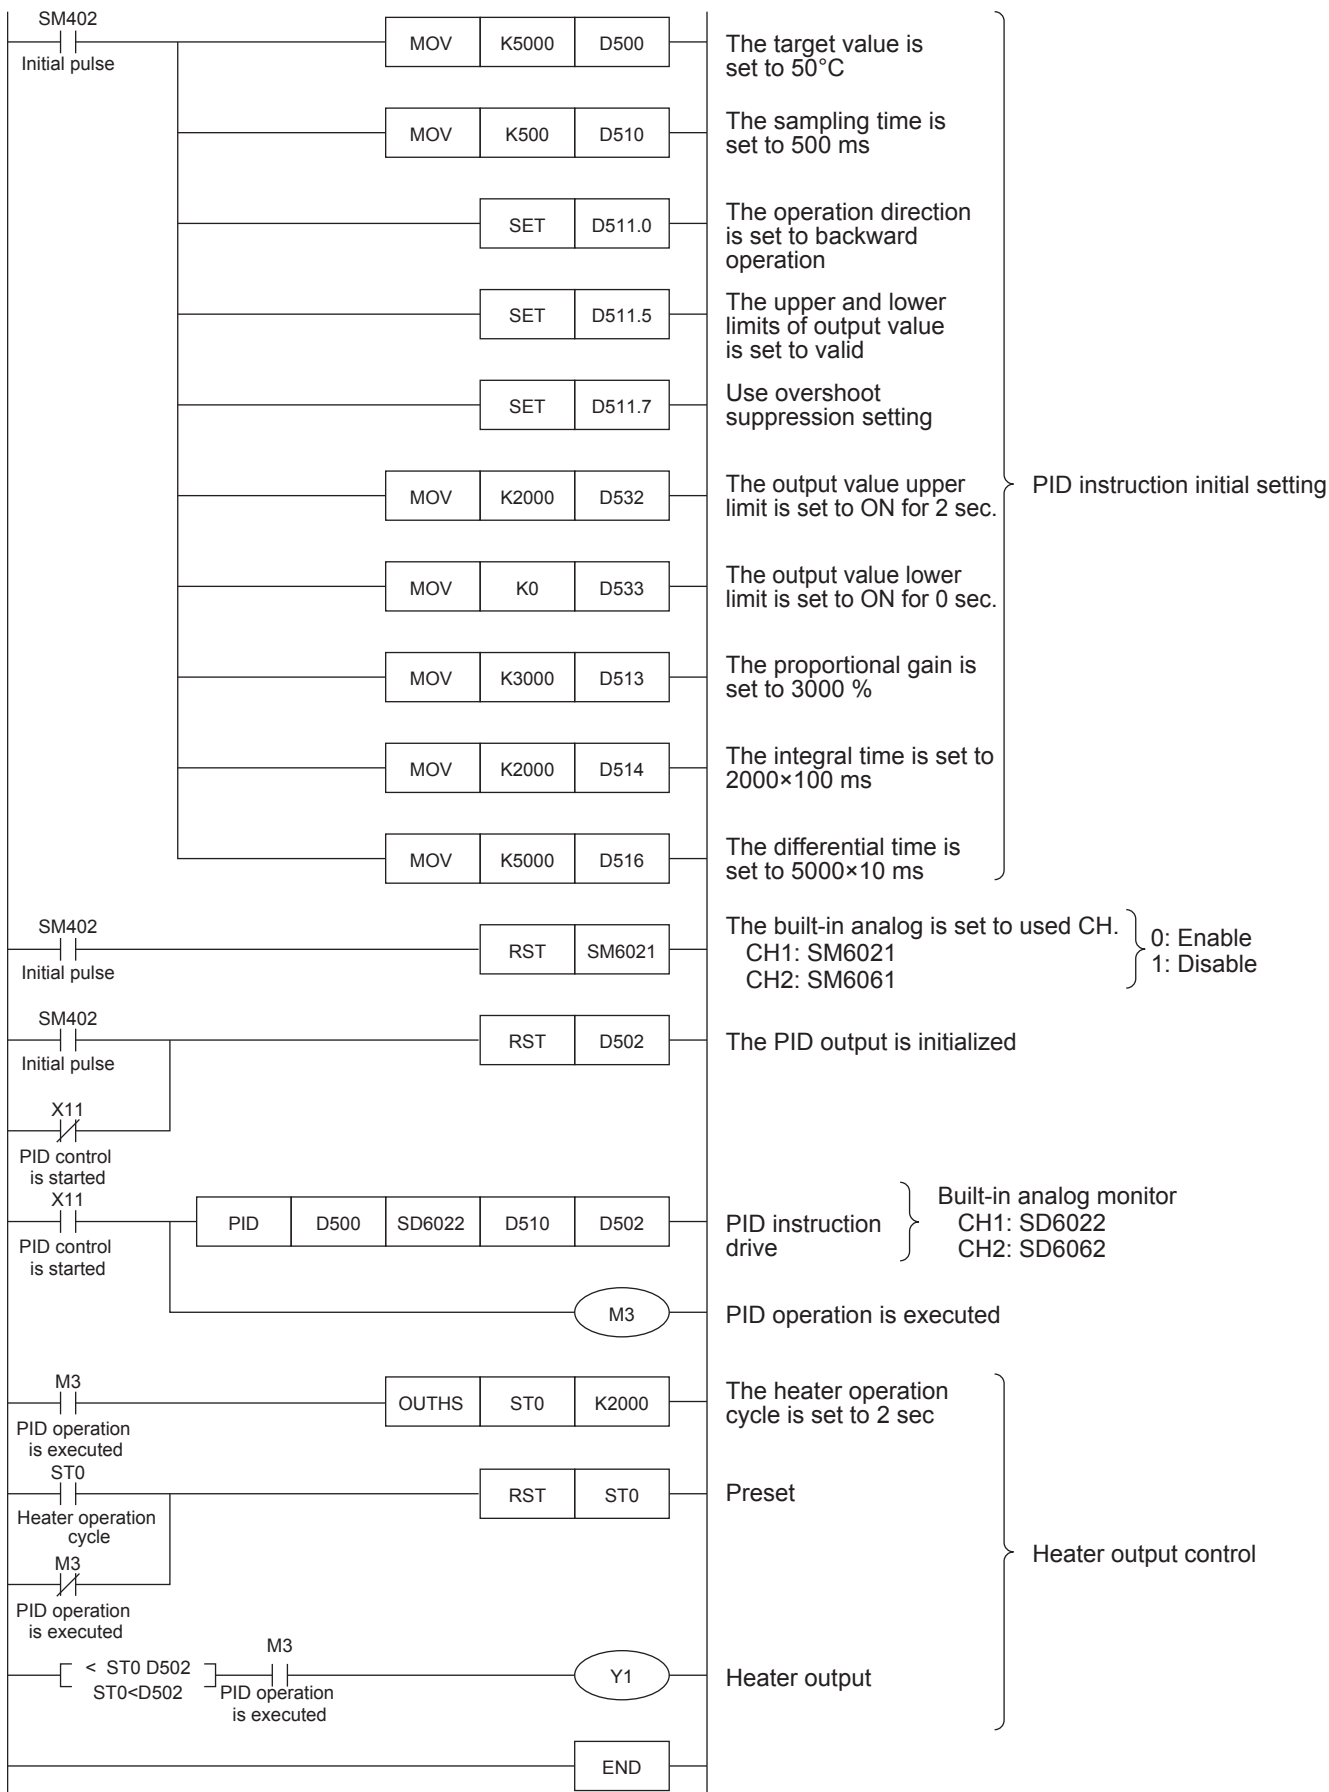 SM402
Initial pulse
MOV K5000 D500
The target value is
set to 50°C
MOV K500 D510
The sampling time is
set to 500 ms
SET D511.0
The operation direction
is set to backward
operation
SET D511.5
The upper and lower
limits of output value
is set to valid
SET D511.7
Use overshoot
suppression setting
MOV K2000 D532
The output value upper
limit is set to ON for 2 sec.
PID instruction initial setting
MOV K0 D533
The output value lower
limit is set to ON for 0 sec.
MOV K3000 D513
The proportional gain is
set to 3000 %
MOV K2000 D514
The integral time is set to
2000×100 ms
MOV K5000 D516
The differential time is
set to 5000×10 ms
SM402
Initial pulse
RST SM6021
The built-in analog is set to used CH.
CH1: SM6021
CH2: SM6061
0: Enable
1: Disable
SM402
Initial pulse
RST D502
The PID output is initialized
X11
PID control
is started
X11
PID control
is started
PID D500 SD6022 D510 D502
PID instruction
drive
Built-in analog monitor
CH1: SD6022
CH2: SD6062
M3
PID operation is executed
M3
PID operation
is executed
OUTHS ST0 K2000
The heater operation
cycle is set to 2 sec
ST0
Heater operation
cycle
RST ST0
Preset
M3
PID operation
is executed
Heater output control
< ST0 D502
ST0<D502
M3
PID operation
is executed
Y1
Heater output
END